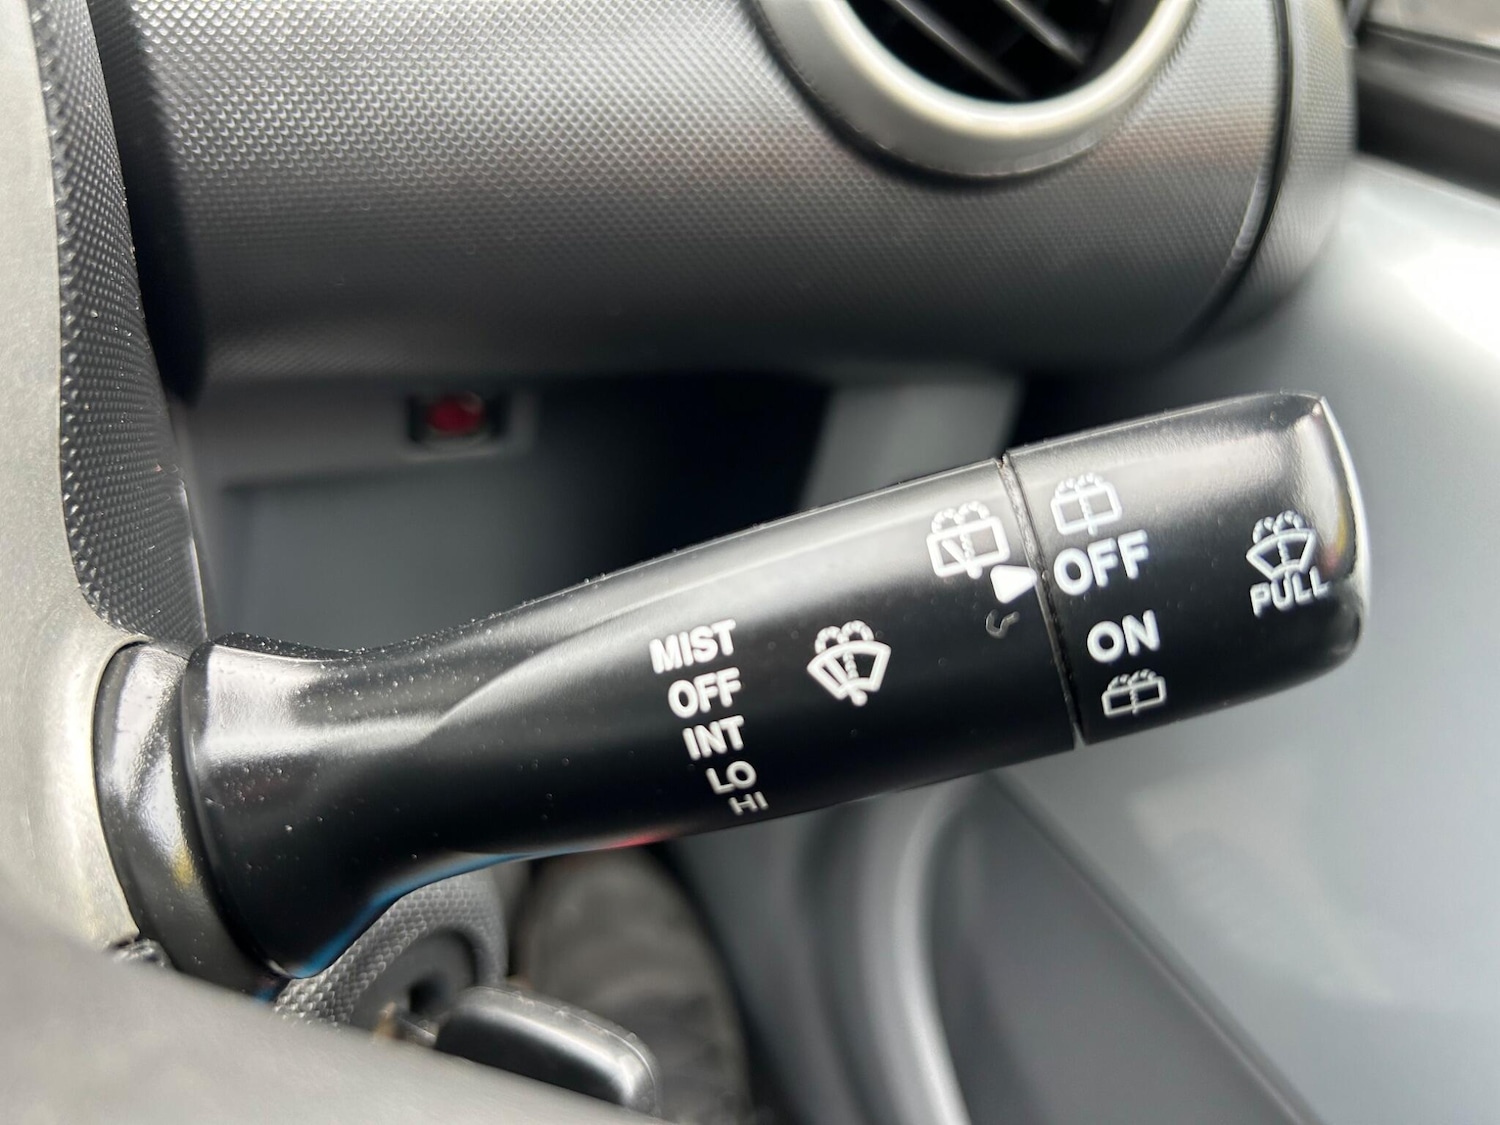 MIST
OFF
INT
LO
HI
OFF
ON
PULL